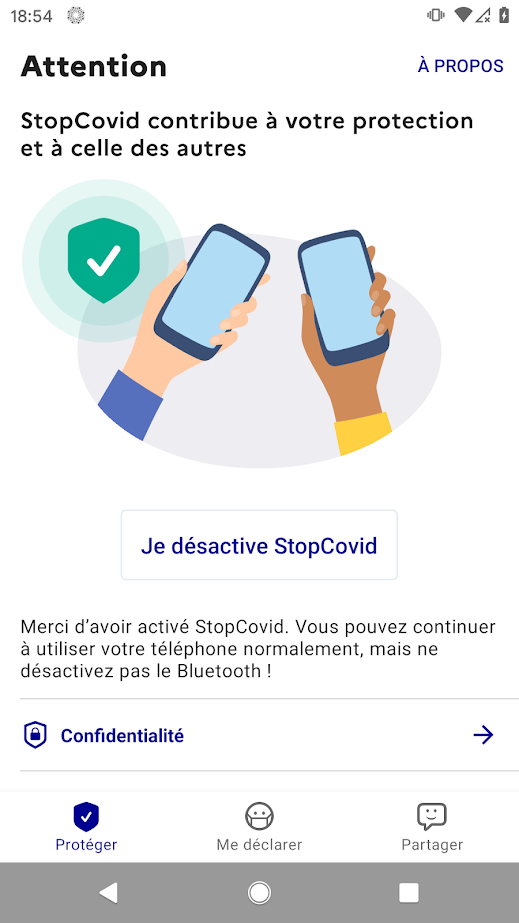 18:54
Attention
À PROPOS
StopCovid contribue à votre protection
et à celle des autres
Je désactive StopCovid
Merci d’avoir activé StopCovid. Vous pouvez continuer
à utiliser votre téléphone normalement, mais ne
désactivez pas le Bluetooth !
Confidentialité
Protéger
Me déclarer
Partager